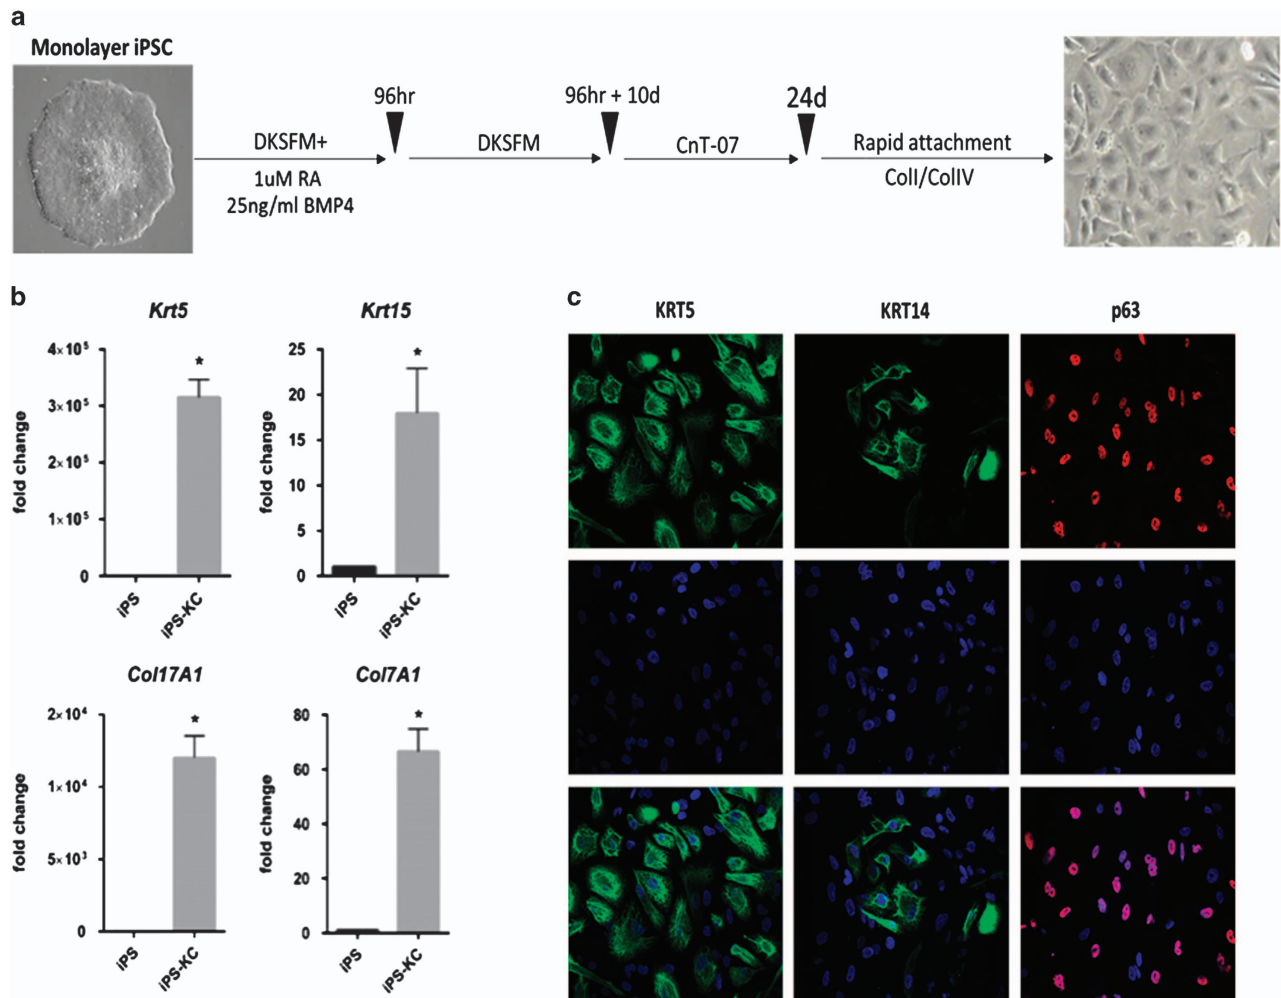 a
Monolayer iPSC
96hr
96hr + 10d
24d
DKSFM+
DKSFM
CnT-07
Rapid attachment
1uM RA
25ng/ml BMP4
ColI/ColIV
b
Krt5
fold change
4×10⁵
3×10⁵
2×10⁵
1×10⁵
0
*
iPS
iPS-KC
Krt15
fold change
25
20
15
10
5
0
*
iPS
iPS-KC
Col17A1
fold change
2×10⁴
1×10⁴
5×10³
0
*
iPS
iPS-KC
Col7A1
fold change
80
60
40
20
0
*
iPS
iPS-KC
c
KRT5
KRT14
p63